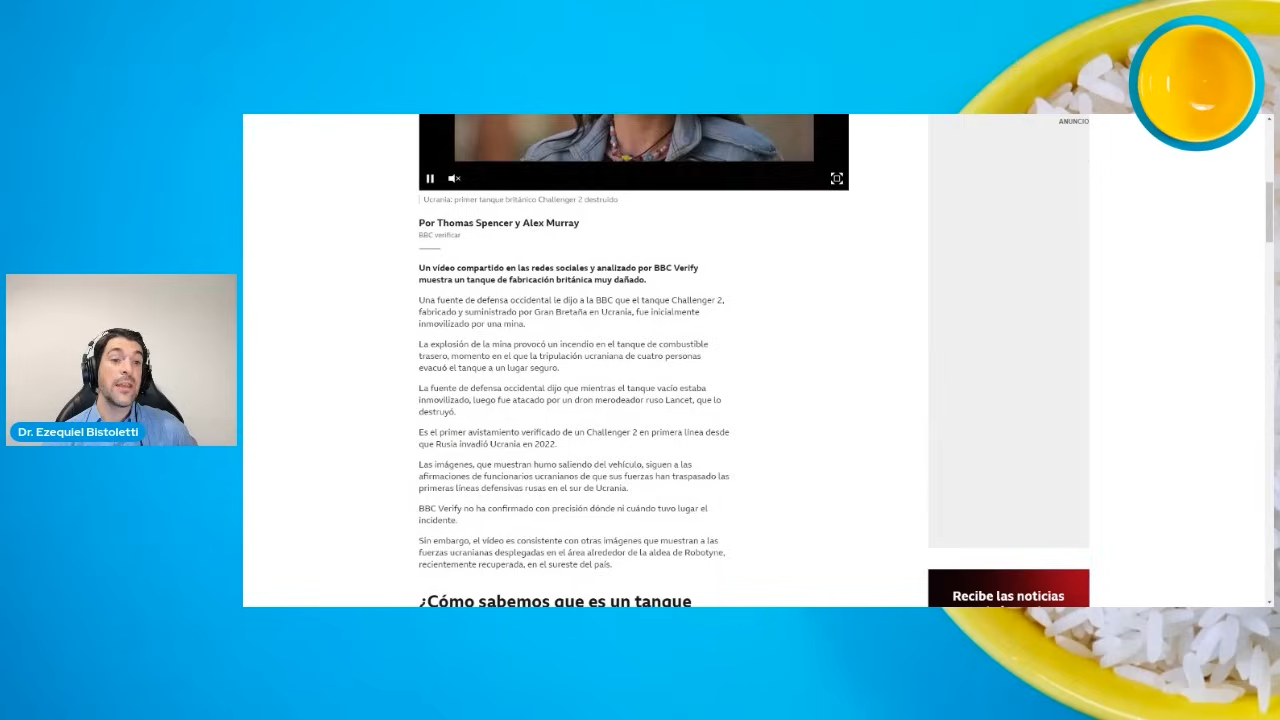 ANUNCIO
Ucrania: primer tanque británico Challenger 2 destruido
Por Thomas Spencer y Alex Murray
BBC verificar
Un vídeo compartido en las redes sociales y analizado por BBC Verify
muestra un tanque de fabricación británica muy dañado.
Una fuente de defensa occidental le dijo a la BBC que el tanque Challenger 2,
fabricado y suministrado por Gran Bretaña en Ucrania, fue inicialmente
inmovilizado por una mina.
La explosión de la mina provocó un incendio en el tanque de combustible
trasero, momento en el que la tripulación ucraniana de cuatro personas
evacuó el tanque a un lugar seguro.
La fuente de defensa occidental dijo que mientras el tanque vacío estaba
inmovilizado, luego fue atacado por un dron merodeador ruso Lancet, que lo
destruyó.
Es el primer avistamiento verificado de un Challenger 2 en primera línea desde
que Rusia invadió Ucrania en 2022.
Las imágenes, que muestran humo saliendo del vehículo, siguen a las
afirmaciones de funcionarios ucranianos de que sus fuerzas han traspasado las
primeras líneas defensivas rusas en el sur de Ucrania.
BBC Verify no ha confirmado con precisión dónde ni cuándo tuvo lugar el
incidente.
Sin embargo, el vídeo es consistente con otras imágenes que muestran a las
fuerzas ucranianas desplegadas en el área alrededor de la aldea de Robotyne,
recientemente recuperada, en el sureste del país.
¿Cómo sabemos que es un tanque
Recibe las noticias
Dr. Ezequiel Bistoletti